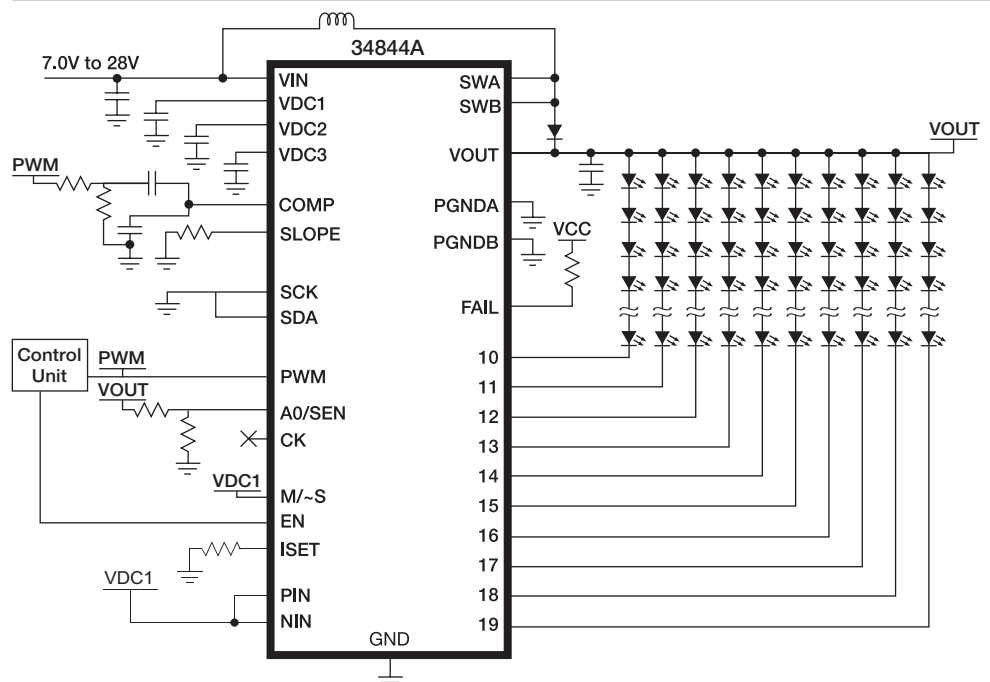 34844A
7.0V to 28V
VIN
VDC1
VDC2
VDC3
PWM
COMP
SLOPE
SCK
SDA
Control
Unit
PWM
PWM
VOUT
A0/SEN
CK
VDC1
M/~S
EN
ISET
VDC1
PIN
NIN
GND
SWA
SWB
VOUT
VOUT
PGNDA
PGNDB
VCC
FAIL
10
11
12
13
14
15
16
17
18
19